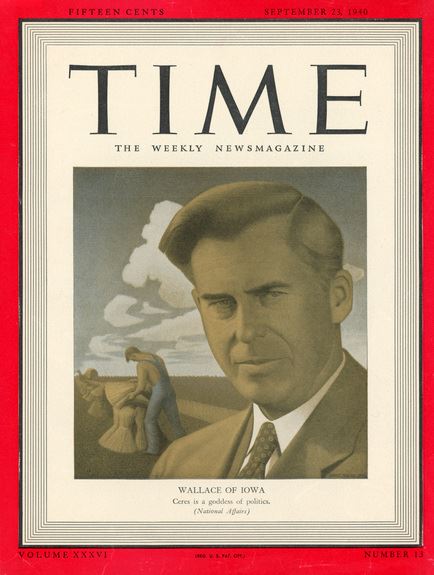 FIFTEEN CENTS
SEPTEMBER 23, 1940
TIME
THE WEEKLY NEWSMAGAZINE
WALLACE OF IOWA
Ceres is a goddess of politics.
(National Affairs)
VOLUME XXXVI
(REG. U. S. PAT. OFF.)
NUMBER 13